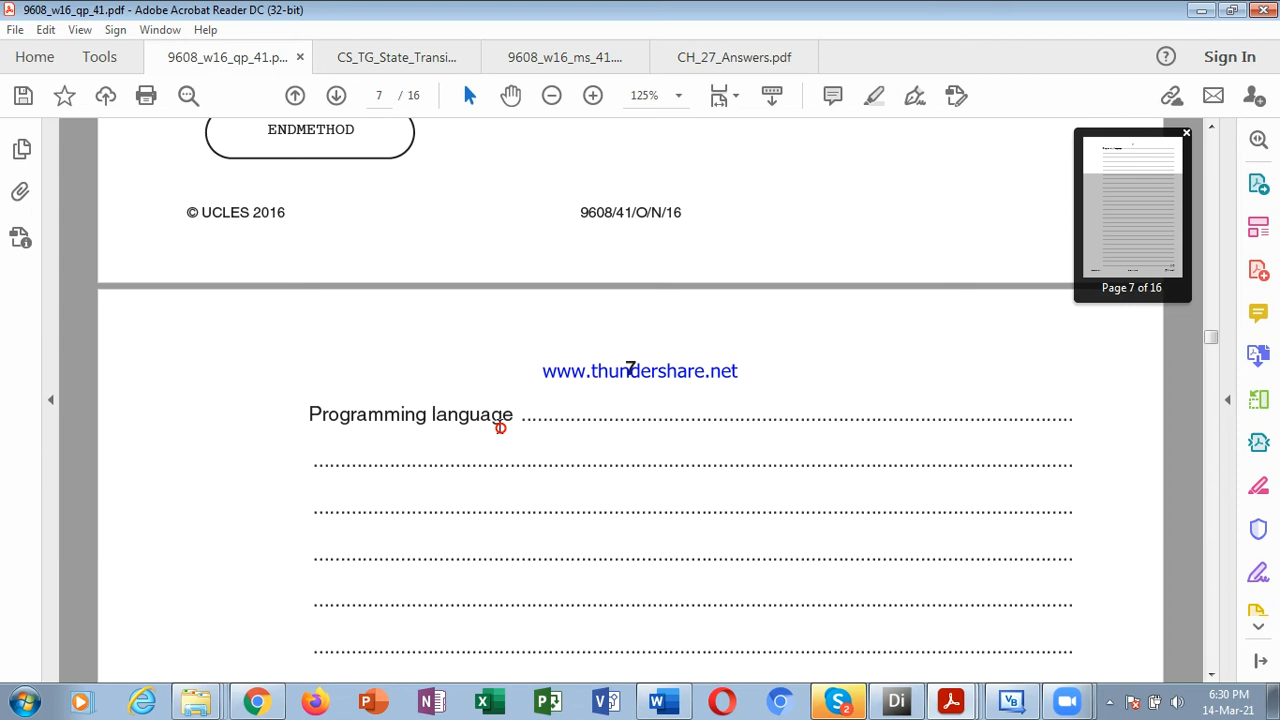 9608_w16_qp_41.pdf - Adobe Acrobat Reader DC (32-bit)
File Edit View Sign Window Help
Home Tools 9608_w16_qp_41.p... × CS_TG_State_Transi... 9608_w16_ms_41.... CH_27_Answers.pdf Sign In
7 / 16 125%
ENDMETHOD
© UCLES 2016 9608/41/O/N/16
Page 7 of 16
7
www.thundershare.net
Programming language
6:30 PM
14-Mar-21